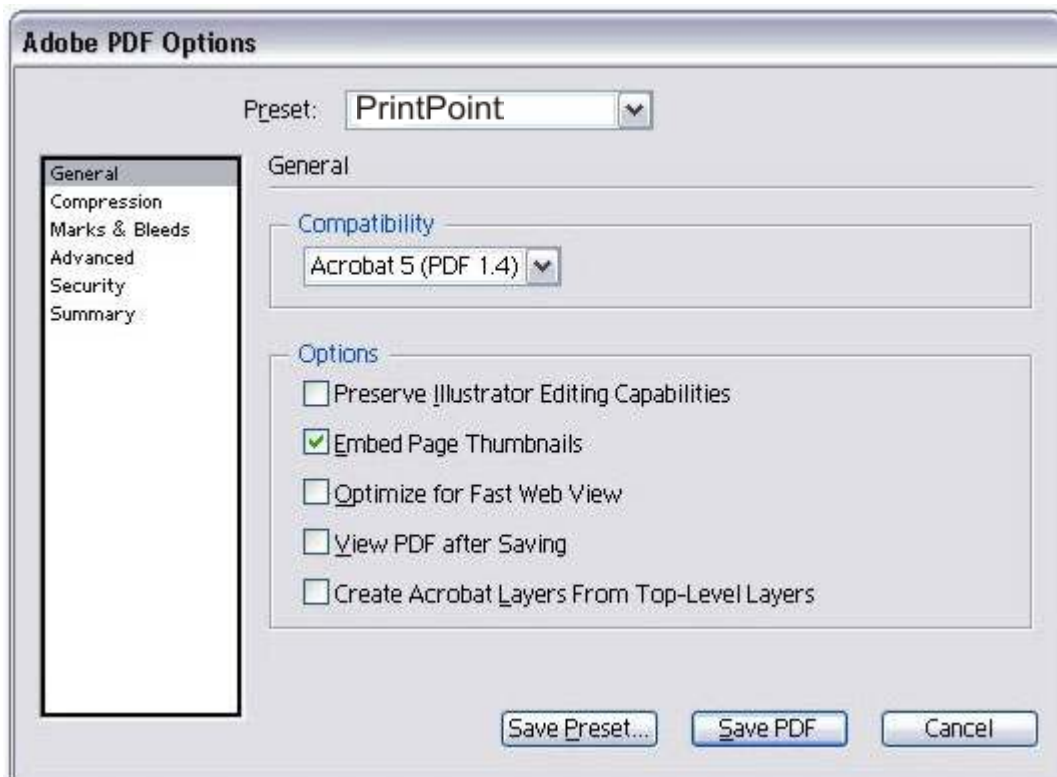 Adobe PDF Options
Preset: PrintPoint
General
Compression
Marks & Bleeds
Advanced
Security
Summary
General
Compatibility
Acrobat 5 (PDF 1.4)
Options
Preserve Illustrator Editing Capabilities
Embed Page Thumbnails
Optimize for Fast Web View
View PDF after Saving
Create Acrobat Layers From Top-Level Layers
Save Preset... Save PDF Cancel